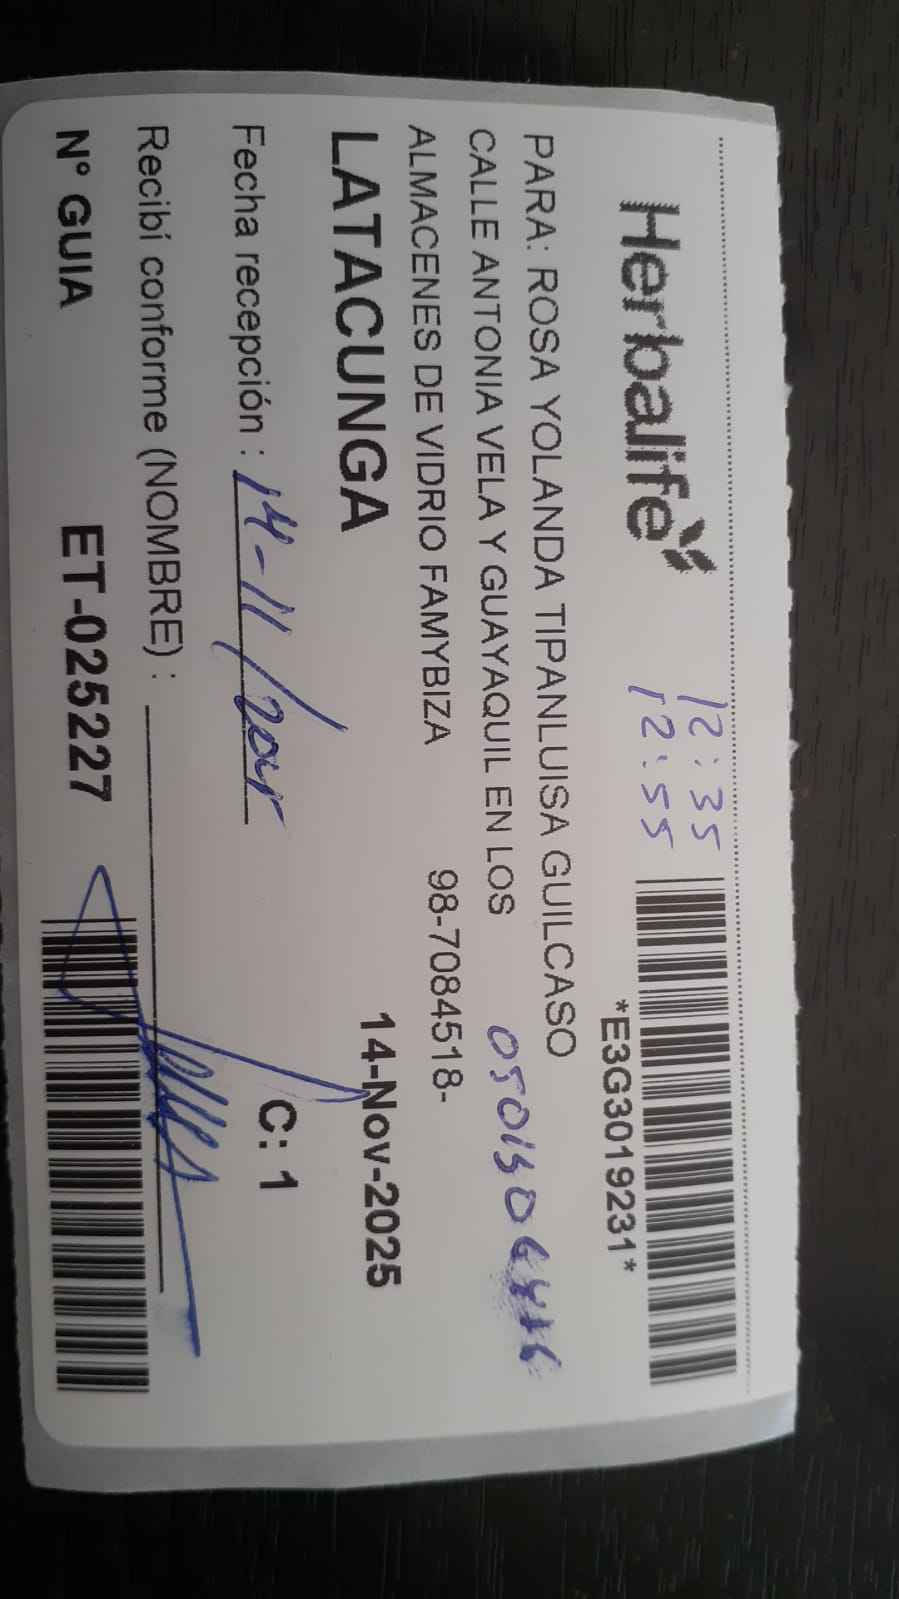 Herbalife
12:35
12:55
*E3G3019231*
PARA: ROSA YOLANDA TIPANLUISA GUILCASO
CALLE ANTONIA VELA Y GUAYAQUIL EN LOS
ALMACENES DE VIDRIO FAMYBIZA 98-7084518-
LATACUNGA 14-Nov-2025
Fecha recepción : 14-11/2025 C: 1
Recibí conforme (NOMBRE) :
N° GUIA ET-025227